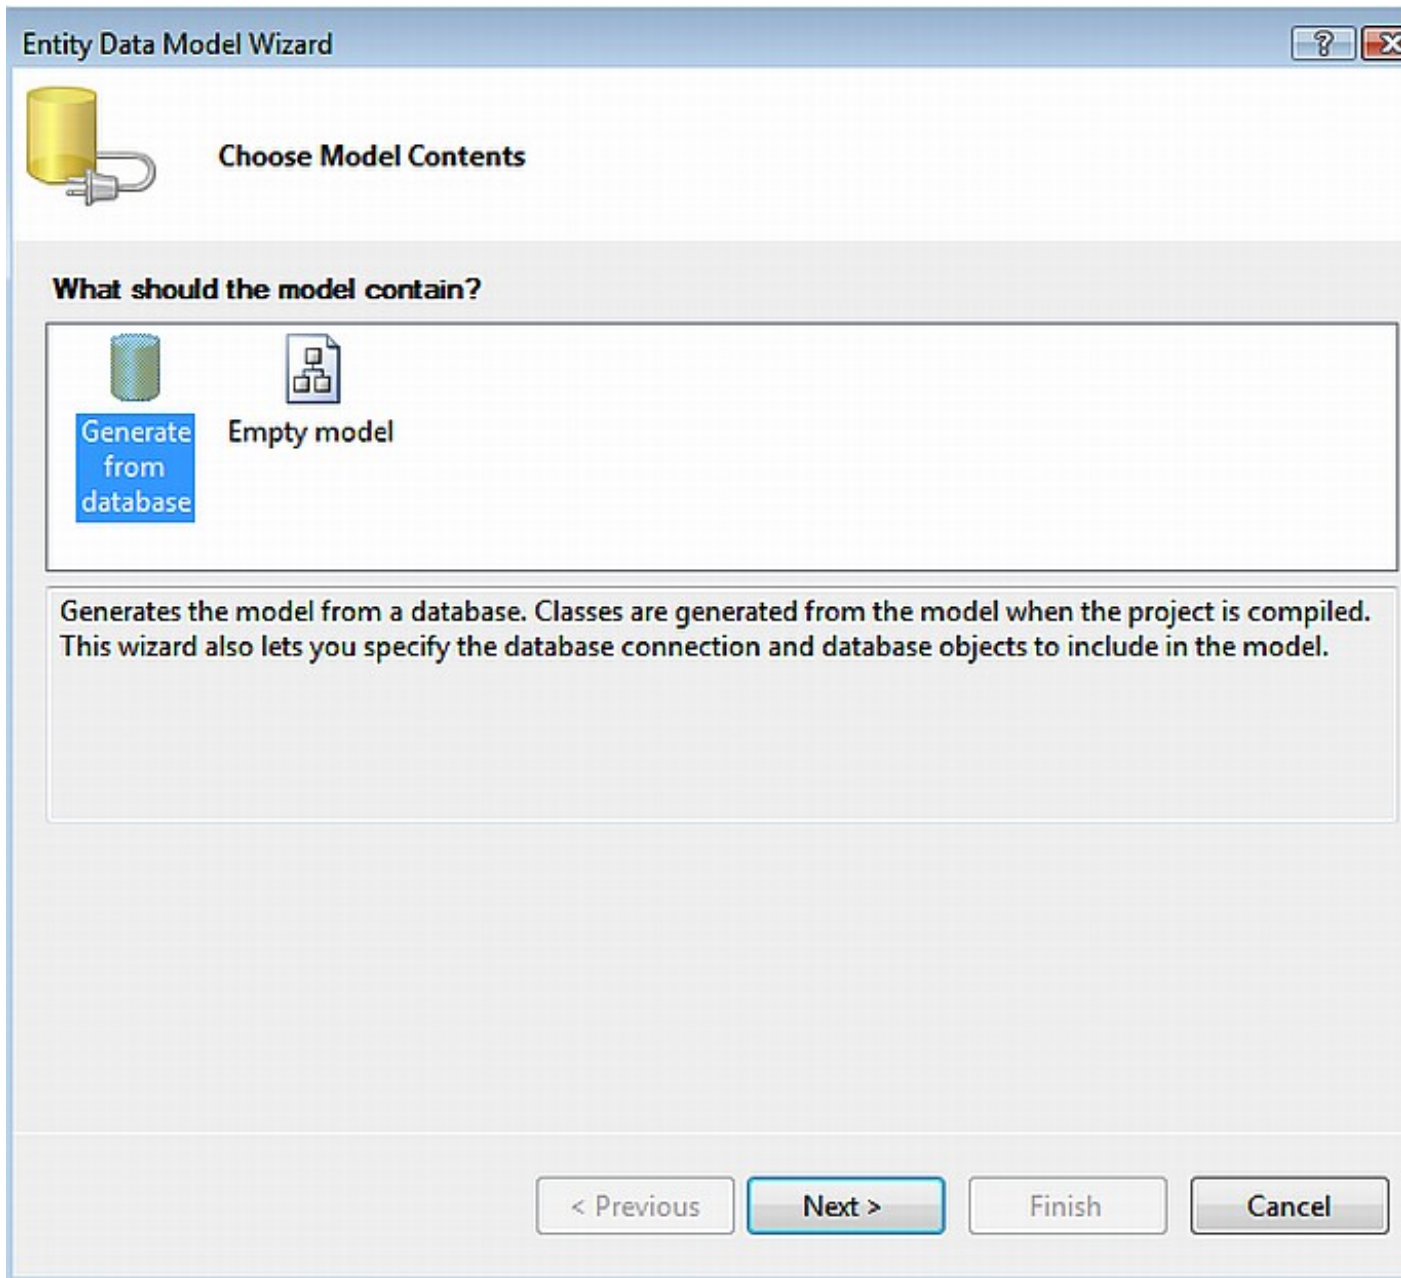 Entity Data Model Wizard
?
Choose Model Contents
What should the model contain?
Generate
from
database
Empty model
Generates the model from a database. Classes are generated from the model when the project is compiled.
This wizard also lets you specify the database connection and database objects to include in the model.
< Previous
Next >
Finish
Cancel